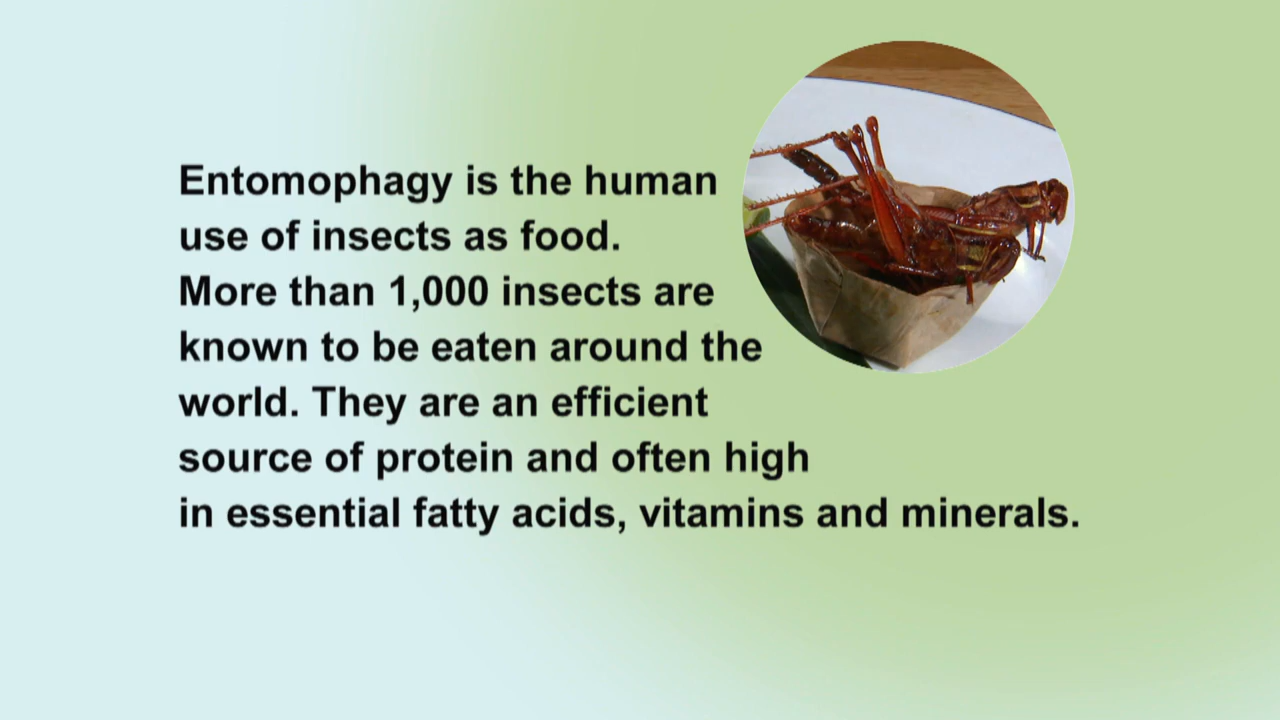 Entomophagy is the human
use of insects as food.
More than 1,000 insects are
known to be eaten around the
world. They are an efficient
source of protein and often high
in essential fatty acids, vitamins and minerals.